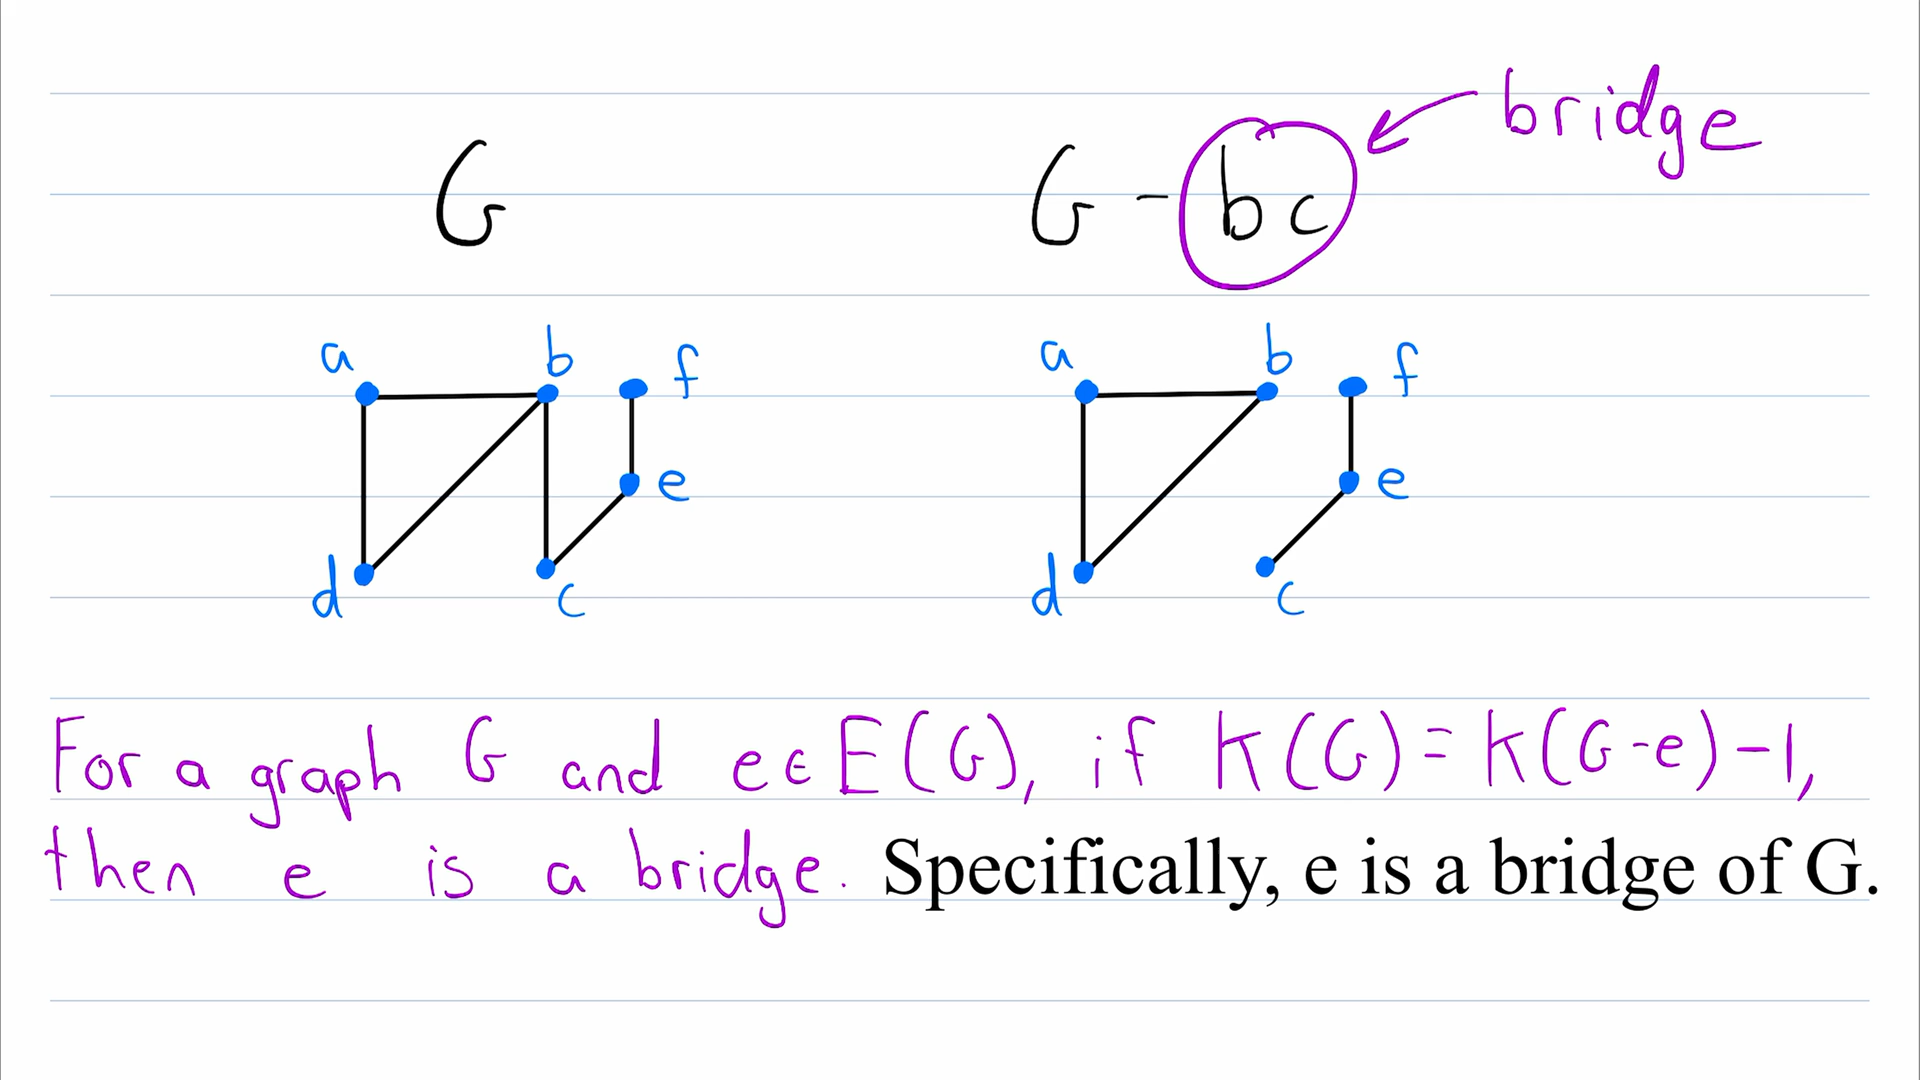 bridge
G G - bc
a b f a b f
e e
d c d c
For a graph G and e∈E(G), if K(G)=K(G-e)-1,
then e is a bridge. Specifically, e is a bridge of G.